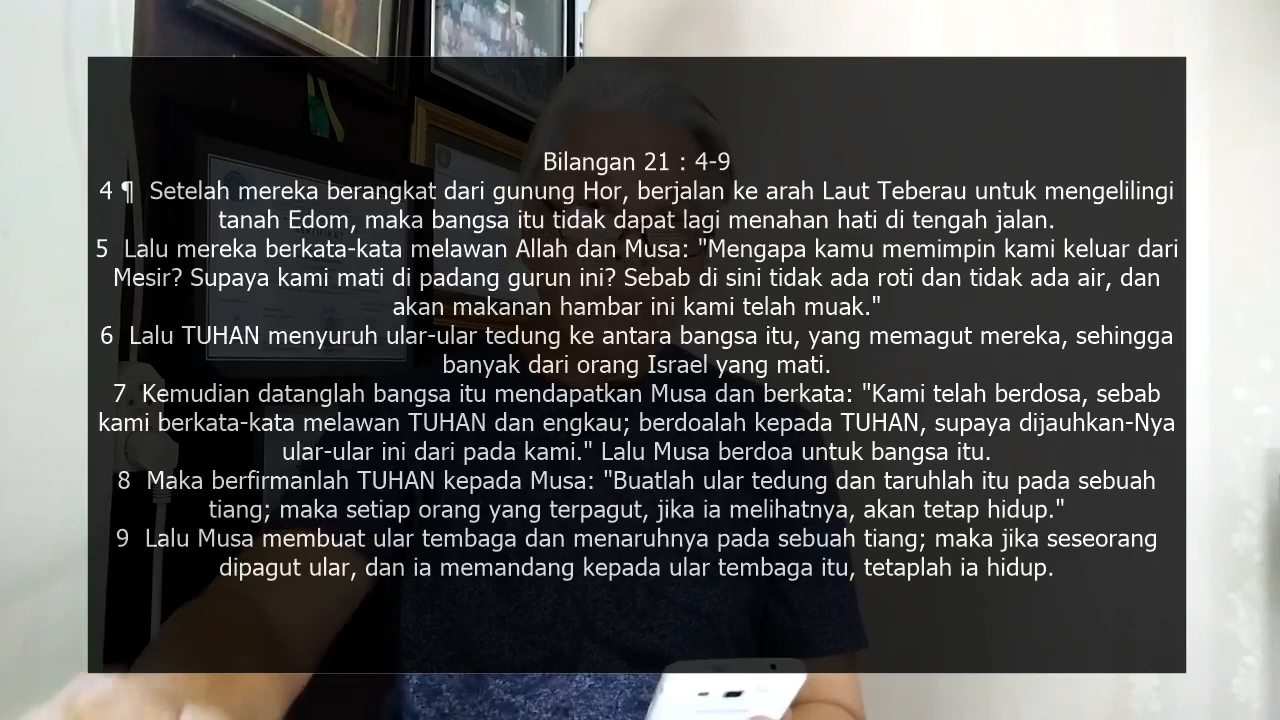 Bilangan 21 : 4-9
4 ¶  Setelah mereka berangkat dari gunung Hor, berjalan ke arah Laut Teberau untuk mengelilingi
tanah Edom, maka bangsa itu tidak dapat lagi menahan hati di tengah jalan.
5  Lalu mereka berkata-kata melawan Allah dan Musa: "Mengapa kamu memimpin kami keluar dari
Mesir? Supaya kami mati di padang gurun ini? Sebab di sini tidak ada roti dan tidak ada air, dan
akan makanan hambar ini kami telah muak."
6  Lalu TUHAN menyuruh ular-ular tedung ke antara bangsa itu, yang memagut mereka, sehingga
banyak dari orang Israel yang mati.
7  Kemudian datanglah bangsa itu mendapatkan Musa dan berkata: "Kami telah berdosa, sebab
kami berkata-kata melawan TUHAN dan engkau; berdoalah kepada TUHAN, supaya dijauhkan-Nya
ular-ular ini dari pada kami." Lalu Musa berdoa untuk bangsa itu.
8  Maka berfirmanlah TUHAN kepada Musa: "Buatlah ular tedung dan taruhlah itu pada sebuah
tiang; maka setiap orang yang terpagut, jika ia melihatnya, akan tetap hidup."
9  Lalu Musa membuat ular tembaga dan menaruhnya pada sebuah tiang; maka jika seseorang
dipagut ular, dan ia memandang kepada ular tembaga itu, tetaplah ia hidup.